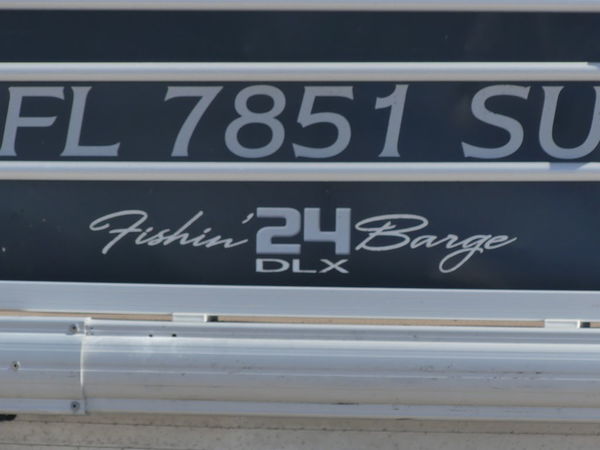 FL 7851 SU
Fishin' 24 Barge
DLX